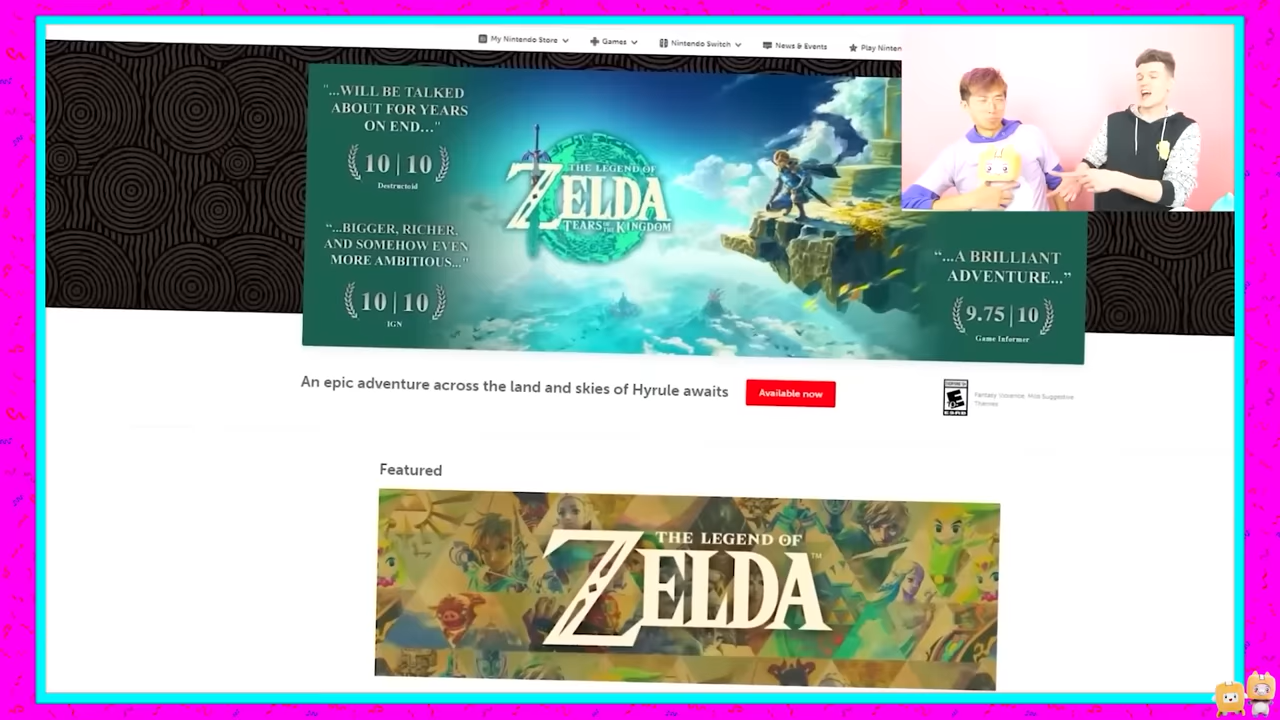 My Nintendo Store
Games
Nintendo Switch
News & Events
Play Ninten
"...WILL BE TALKED
ABOUT FOR YEARS
ON END..."
10 | 10
Destructoid
"...BIGGER, RICHER,
AND SOMEHOW EVEN
MORE AMBITIOUS..."
10 | 10
IGN
THE LEGEND OF
ZELDA
TEARS OF THE KINGDOM
"...A BRILLIANT
ADVENTURE..."
9.75 | 10
Game Informer
An epic adventure across the land and skies of Hyrule awaits
Available now
E
ESRB
Fantasy Violence, Mild Suggestive
Themes
Featured
THE LEGEND OF
ZELDA™